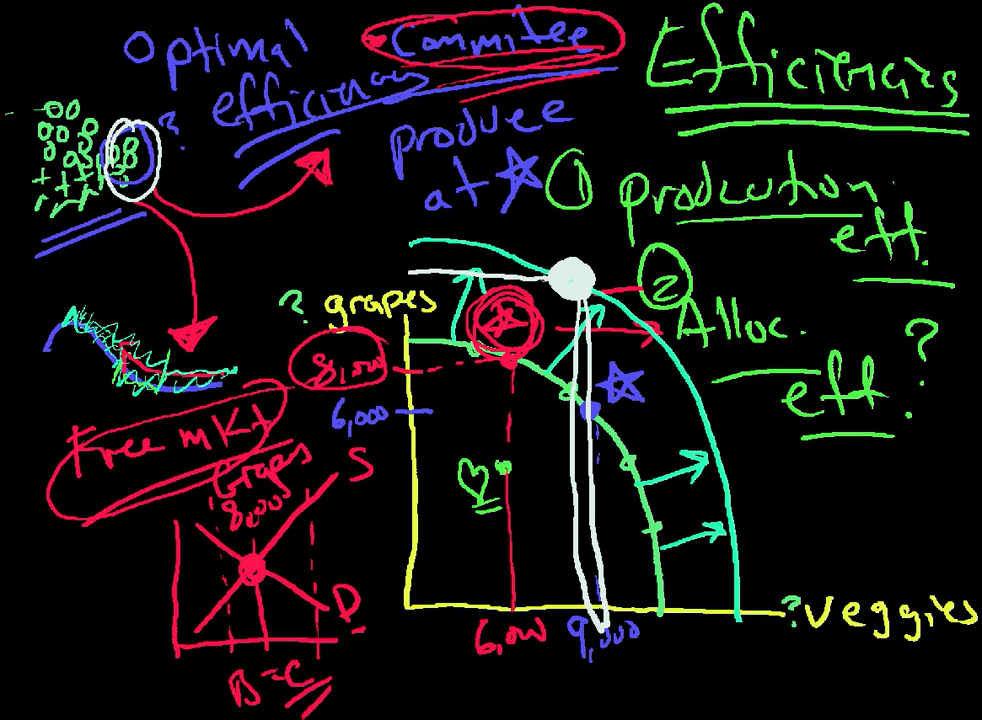 Optimal
efficiency
?
Commitee
produce
at
Efficiencies
① production
eff.
② Alloc.
eff ?
? grapes
8,000
6,000
Free mkt
Grapes
8,000
S
D
B=C
6,000
9,000
? veggies